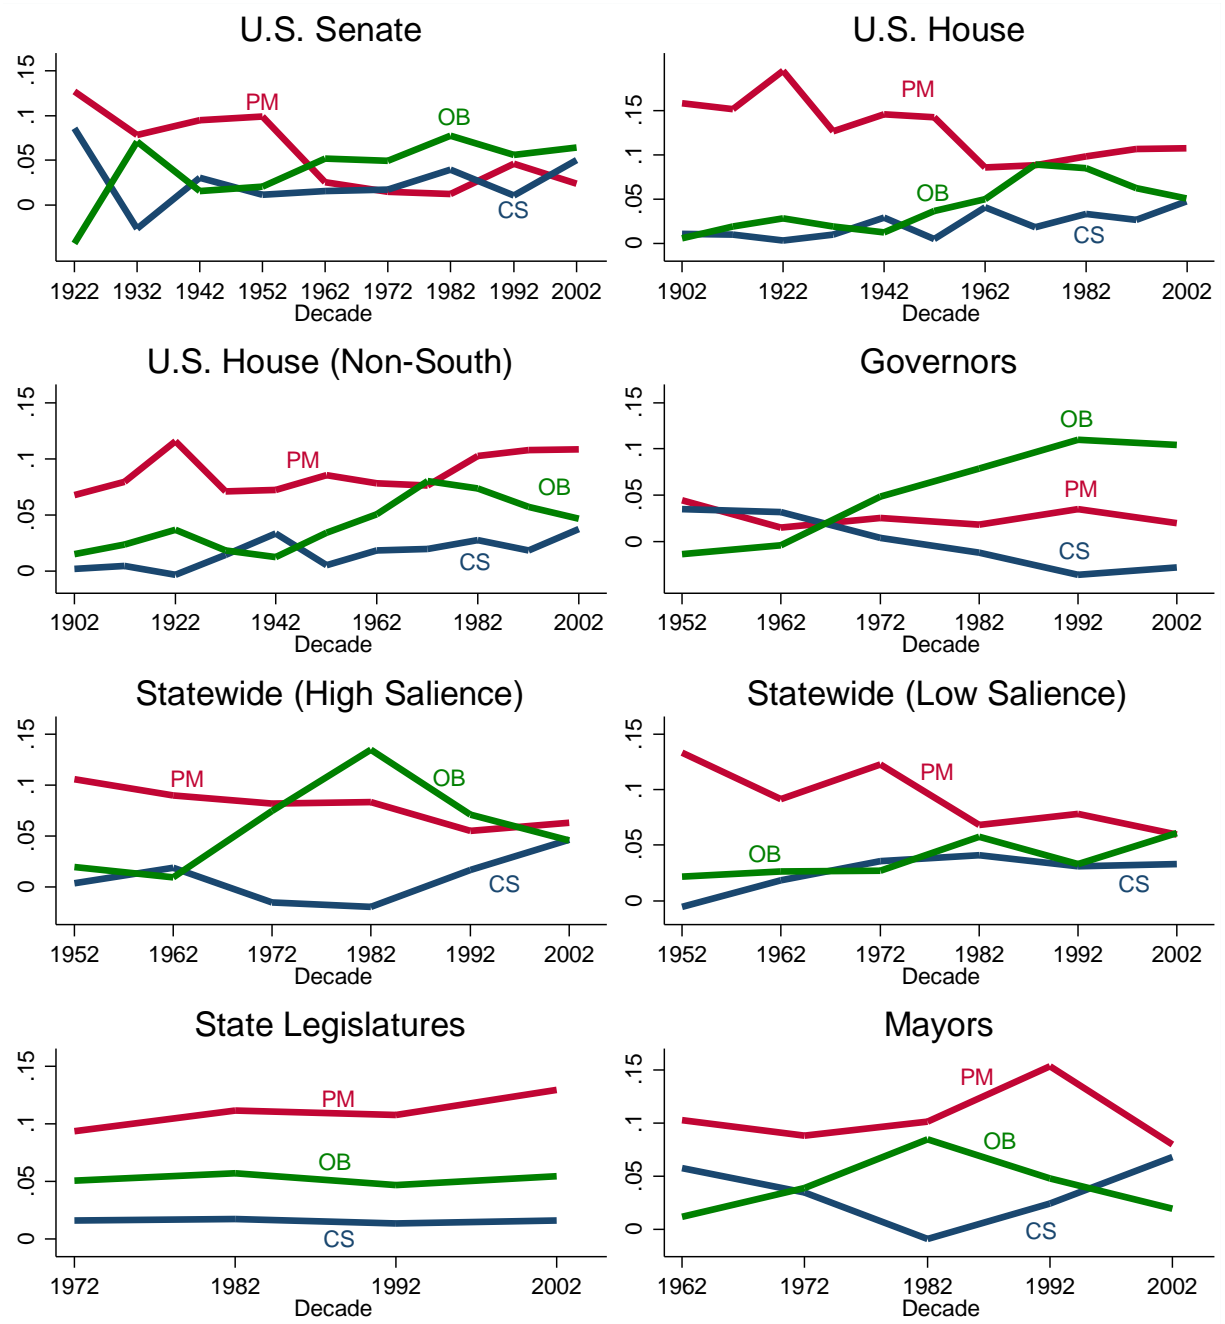 U.S. Senate
.15
.1
.05
0
PM
OB
CS
1922 1932 1942 1952 1962 1972 1982 1992 2002
Decade
U.S. House
.15
.1
.05
0
PM
OB
CS
1902 1922 1942 1962 1982 2002
Decade
U.S. House (Non-South)
.15
.1
.05
0
PM
OB
CS
1902 1922 1942 1962 1982 2002
Decade
Governors
.15
.1
.05
0
OB
PM
CS
1952 1962 1972 1982 1992 2002
Decade
Statewide (High Salience)
.15
.1
.05
0
PM
OB
CS
1952 1962 1972 1982 1992 2002
Decade
Statewide (Low Salience)
.15
.1
.05
0
PM
OB
CS
1952 1962 1972 1982 1992 2002
Decade
State Legislatures
.15
.1
.05
0
PM
OB
CS
1972 1982 1992 2002
Decade
Mayors
.15
.1
.05
0
PM
OB
CS
1962 1972 1982 1992 2002
Decade